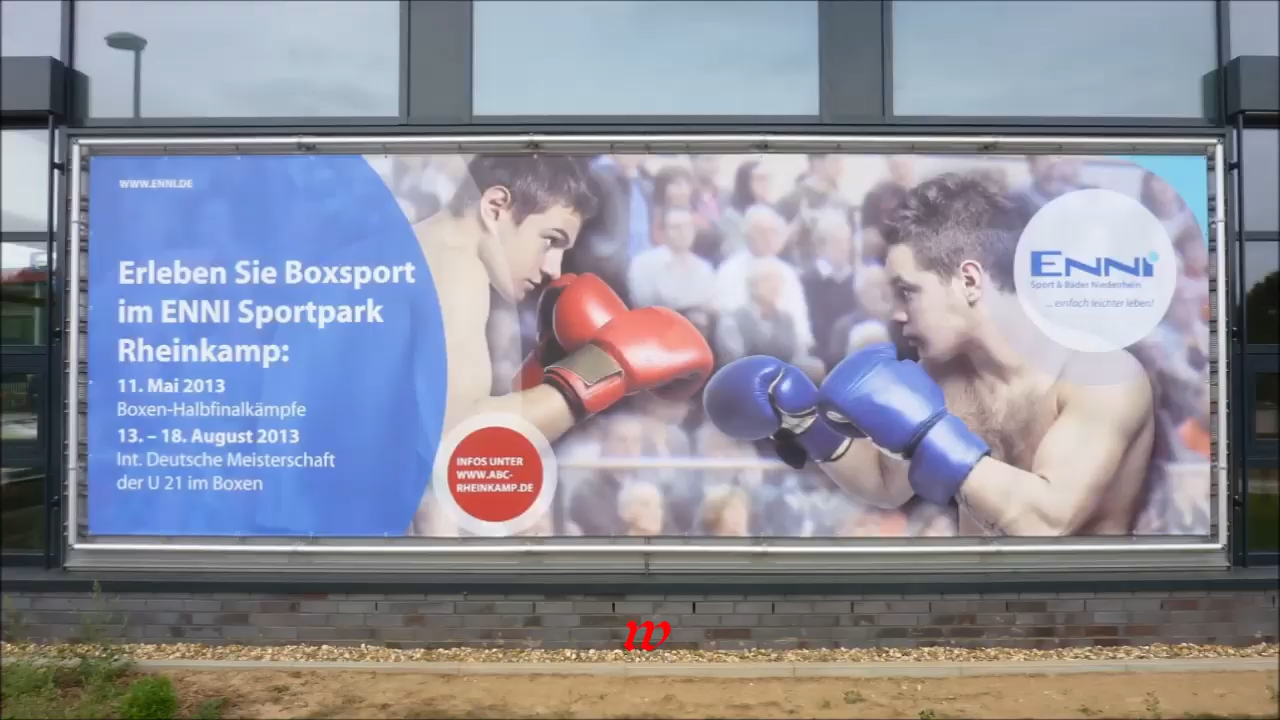 WWW.ENNI.DE
Erleben Sie Boxsport
im ENNI Sportpark
Rheinkamp:
11. Mai 2013
Boxen-Halbfinalkämpfe
13. – 18. August 2013
Int. Deutsche Meisterschaft
der U 21 im Boxen
INFOS UNTER
WWW.ABC-
RHEINKAMP.DE
ENNI
Sport & Bäder Niederrhein
... einfach leichter leben!
w